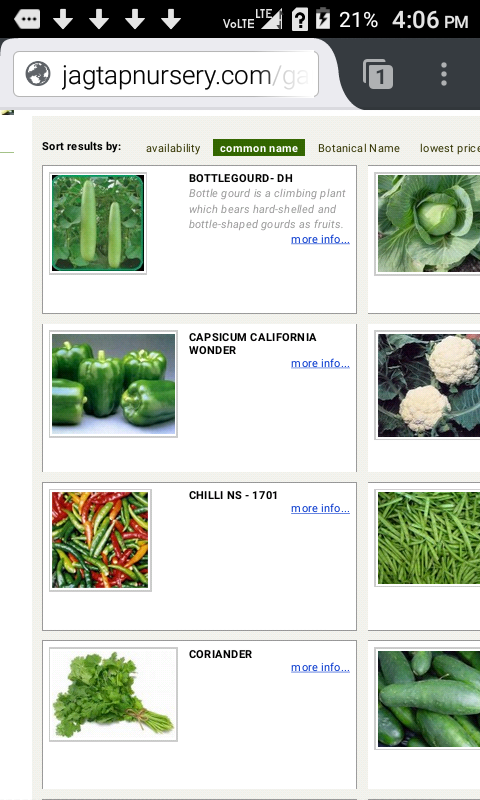 VoLTE LTE 21% 4:06 PM
jagtapnursery.com/ga
1
Sort results by: availability common name Botanical Name lowest price
BOTTLEGOURD- DH
Bottle gourd is a climbing plant
which bears hard-shelled and
bottle-shaped gourds as fruits.
more info...
CAPSICUM CALIFORNIA
WONDER
more info...
CHILLI NS - 1701
more info...
CORIANDER
more info...